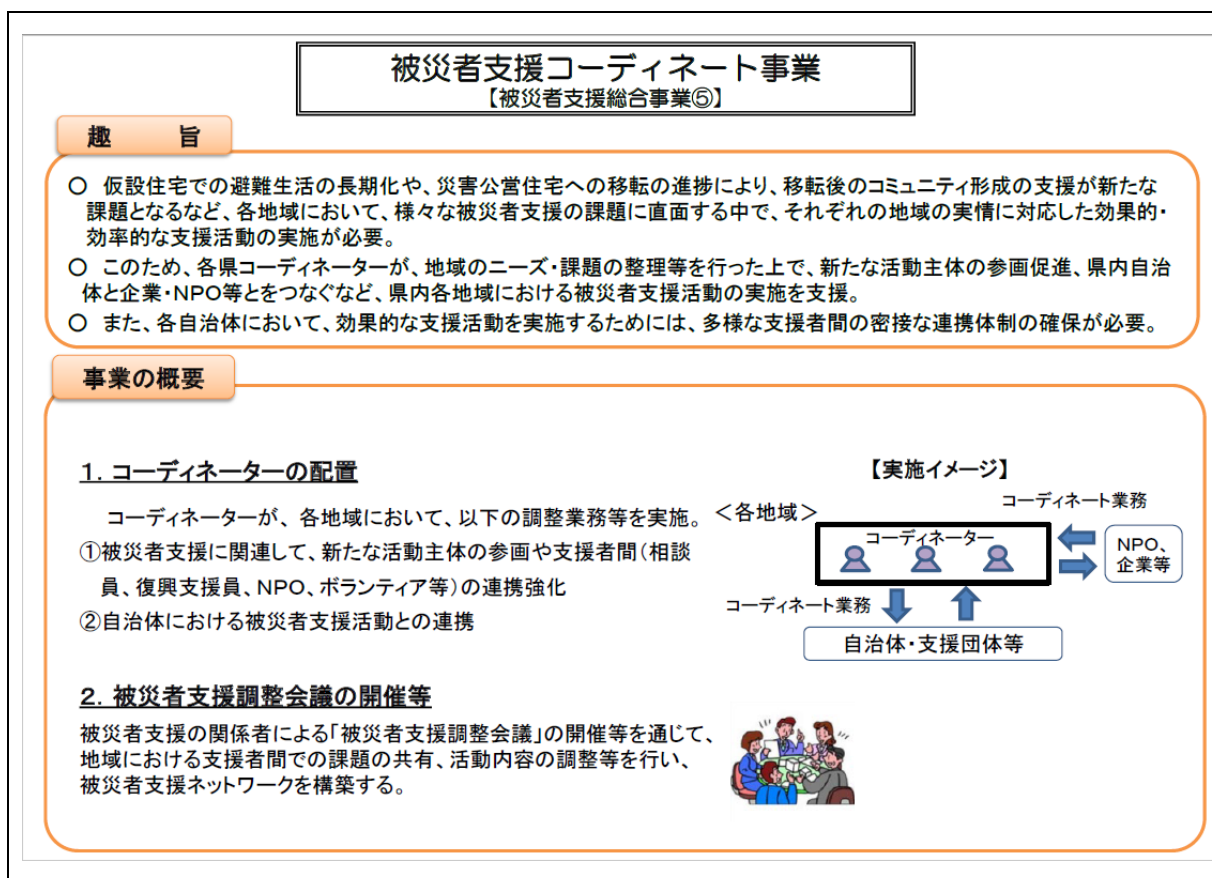 被災者支援コーディネート事業
【被災者支援総合事業⑤】
趣　　旨
○ 仮設住宅での避難生活の長期化や、災害公営住宅への移転の進捗により、移転後のコミュニティ形成の支援が新たな
課題となるなど、各地域において、様々な被災者支援の課題に直面する中で、それぞれの地域の実情に対応した効果的・
効率的な支援活動の実施が必要。
○ このため、各県コーディネーターが、地域のニーズ・課題の整理等を行った上で、新たな活動主体の参画促進、県内自治
体と企業・NPO等とをつなぐなど、県内各地域における被災者支援活動の実施を支援。
○ また、各自治体において、効果的な支援活動を実施するためには、多様な支援者間の密接な連携体制の確保が必要。
事業の概要
１．コーディネーターの配置
コーディネーターが、各地域において、以下の調整業務等を実施。
①被災者支援に関連して、新たな活動主体の参画や支援者間（相談
員、復興支援員、NPO、ボランティア等）の連携強化
②自治体における被災者支援活動との連携
【実施イメージ】
コーディネート業務
＜各地域＞
コーディネーター
NPO、
企業等
コーディネート業務
自治体・支援団体等
２．被災者支援調整会議の開催等
被災者支援の関係者による「被災者支援調整会議」の開催等を通じて、
地域における支援者間での課題の共有、活動内容の調整等を行い、
被災者支援ネットワークを構築する。